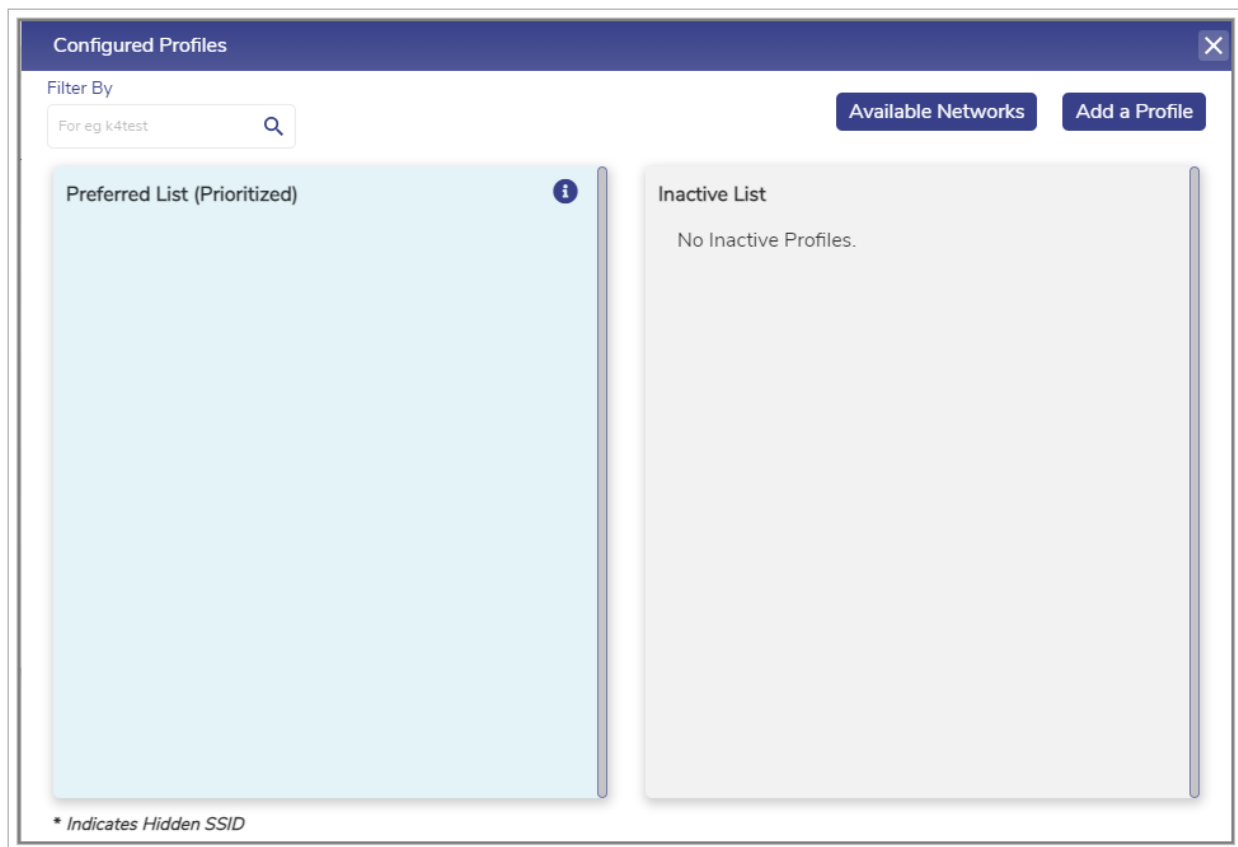 Configured Profiles
Filter By
For eg k4test
Available Networks
Add a Profile
Preferred List (Prioritized)
Inactive List
No Inactive Profiles.
* Indicates Hidden SSID